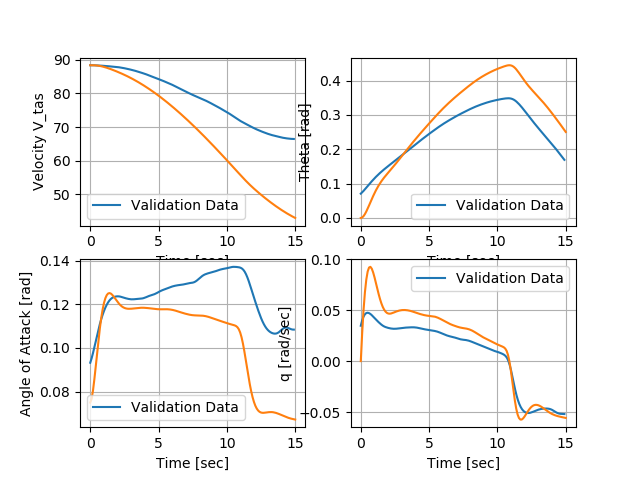 Velocity V_tas
90
80
70
60
50
Validation Data
0
5
10
15
Time [sec]
Theta [rad]
0.4
0.3
0.2
0.1
0.0
Validation Data
0
5
10
15
Time [sec]
Angle of Attack [rad]
0.14
0.12
0.10
0.08
Validation Data
0
5
10
15
Time [sec]
q [rad/sec]
0.10
0.05
0.00
−0.05
Validation Data
0
5
10
15
Time [sec]